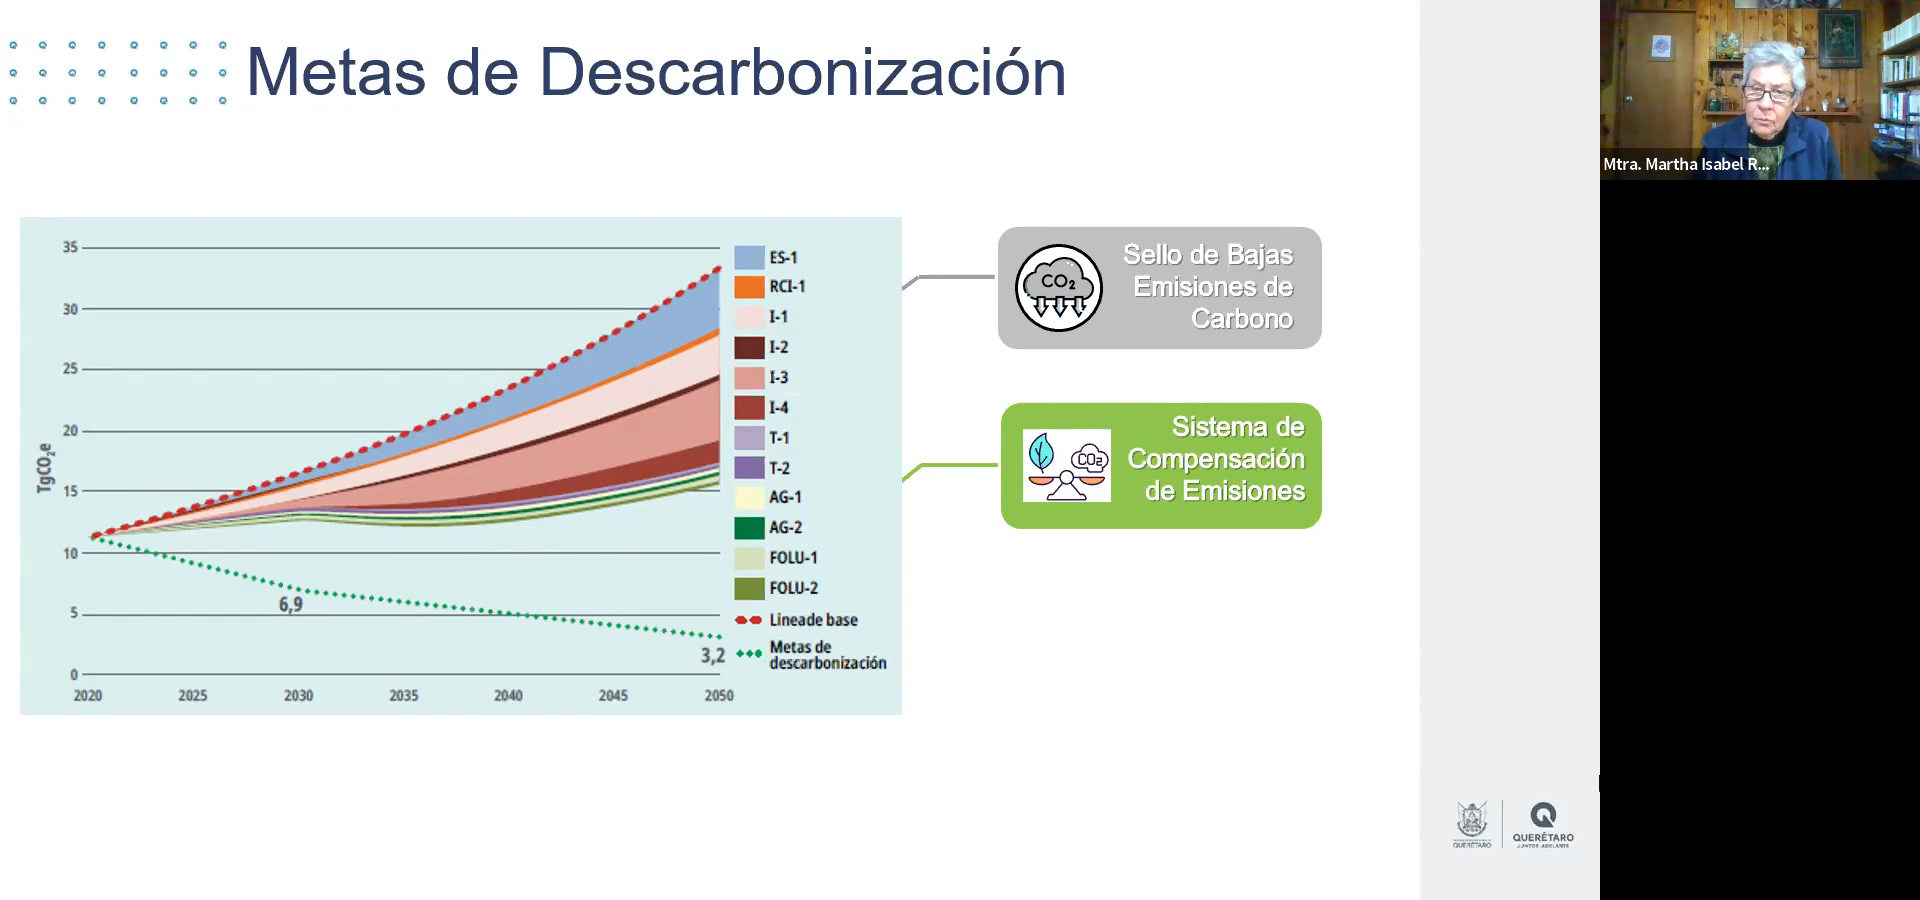 Metas de Descarbonización
35
30
25
20
15
10
5
0
TgCO₂e
2020 2025 2030 2035 2040 2045 2050
6,9
3,2
ES-1
RCI-1
I-1
I-2
I-3
I-4
T-1
T-2
AG-1
AG-2
FOLU-1
FOLU-2
Lineade base
Metas de
descarbonización
CO₂
Sello de Bajas
Emisiones de
Carbono
CO₂
Sistema de
Compensación
de Emisiones
Mtra. Martha Isabel R...
QUERÉTARO
QUERÉTARO
JUNTOS ADELANTE